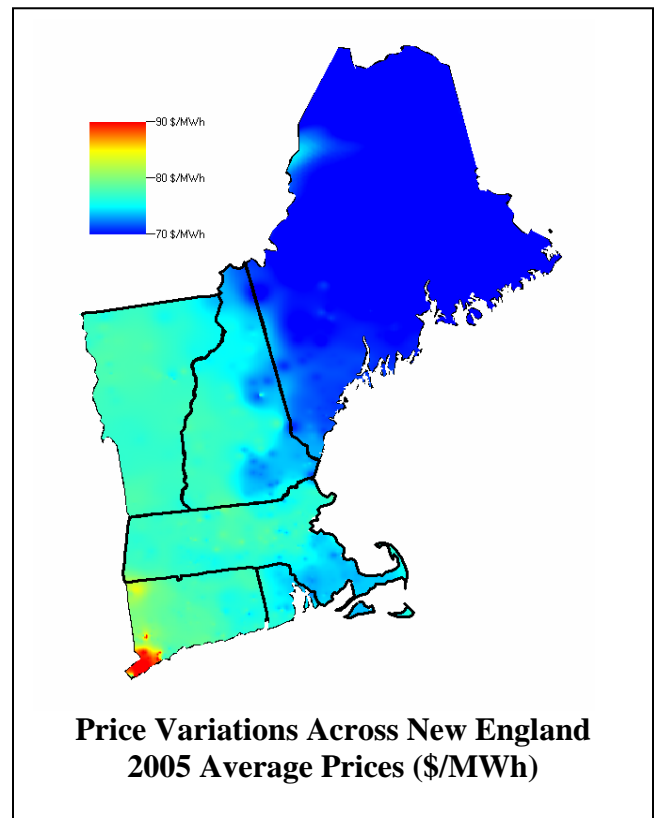 90 $/MWh
80 $/MWh
70 $/MWh
Price Variations Across New England
2005 Average Prices ($/MWh)